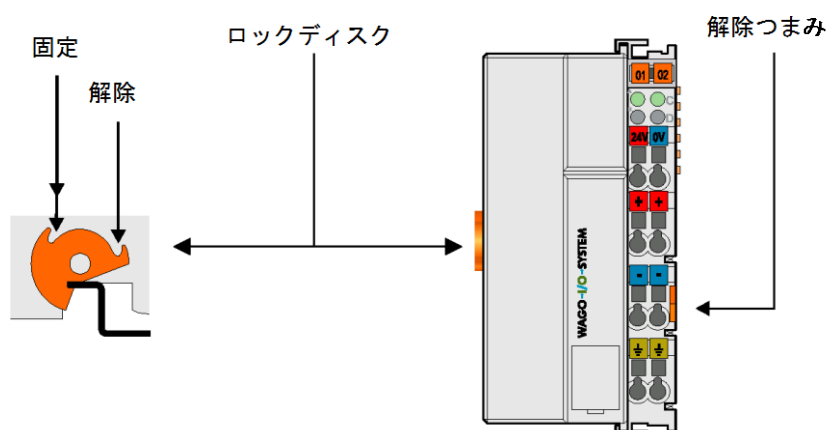 固定
解除
ロックディスク
解除つまみ
01 02
C
D
24V 0V
+ +
- -
WAGO-I/O-SYSTEM